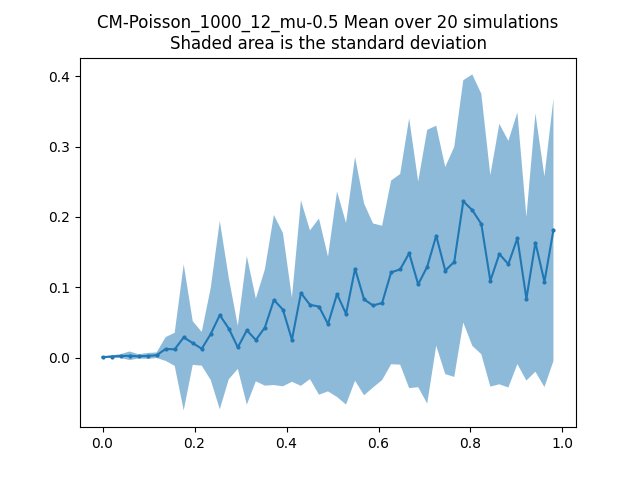 CM-Poisson_1000_12_mu-0.5 Mean over 20 simulations
Shaded area is the standard deviation
0.4
0.3
0.2
0.1
0.0
0.0 0.2 0.4 0.6 0.8 1.0